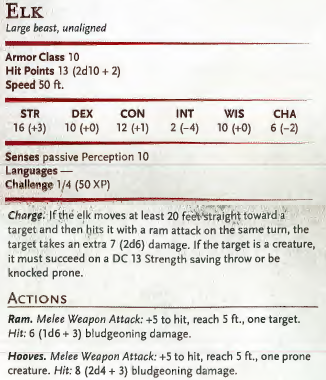 ELK
Large beast, unaligned
Armor Class 10
Hit Points 13 (2d10 + 2)
Speed 50 ft.
STR DEX CON INT WIS CHA
16 (+3) 10 (+0) 12 (+1) 2 (−4) 10 (+0) 6 (−2)
Senses passive Perception 10
Languages —
Challenge 1/4 (50 XP)
Charge. If the elk moves at least 20 feet straight toward a
target and then hits it with a ram attack on the same turn, the
target takes an extra 7 (2d6) damage. If the target is a creature,
it must succeed on a DC 13 Strength saving throw or be
knocked prone.
ACTIONS
Ram. Melee Weapon Attack: +5 to hit, reach 5 ft., one target.
Hit: 6 (1d6 + 3) bludgeoning damage.
Hooves. Melee Weapon Attack: +5 to hit, reach 5 ft., one prone
creature. Hit: 8 (2d4 + 3) bludgeoning damage.